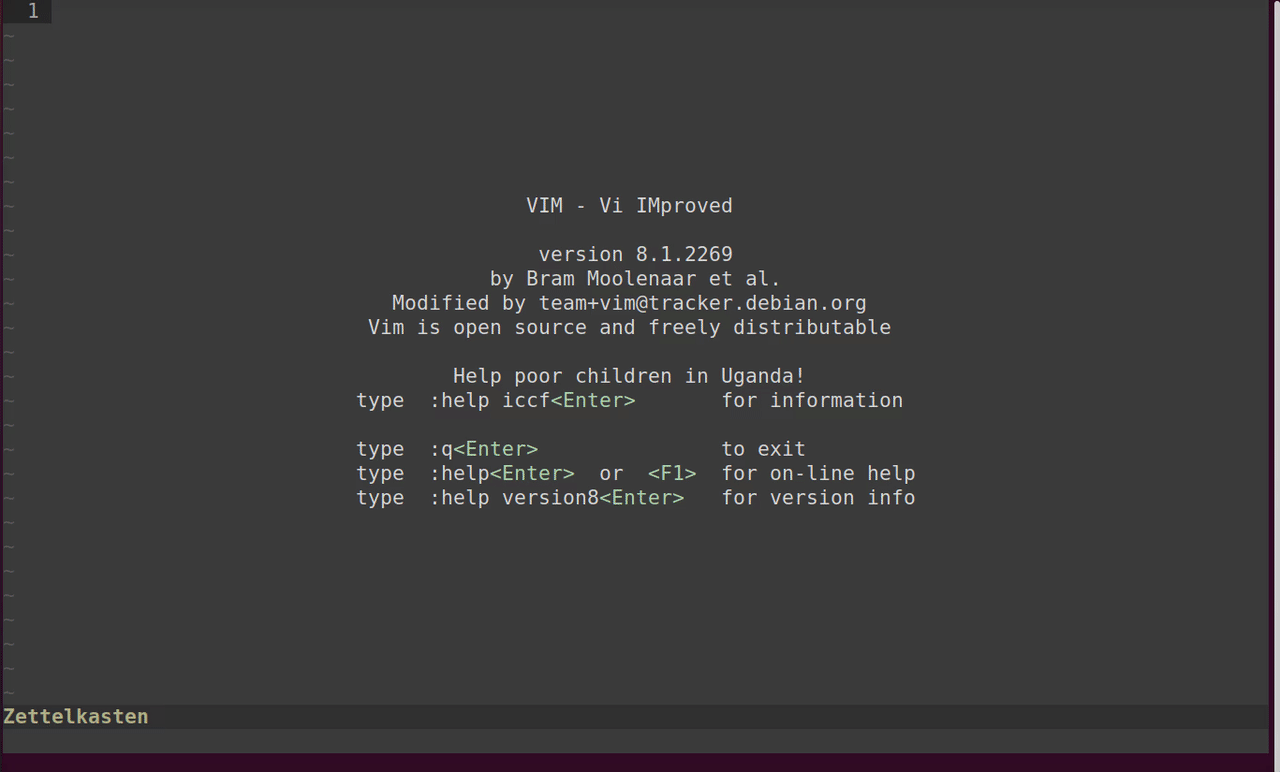 1
~
~
~
~
~
~
~
VIM - Vi IMproved
~
~
version 8.1.2269
~
by Bram Moolenaar et al.
~
Modified by team+vim@tracker.debian.org
~
Vim is open source and freely distributable
~
~
Help poor children in Uganda!
~
type :help iccf<Enter> for information
~
~
type :q<Enter> to exit
~
type :help<Enter> or <F1> for on-line help
~
type :help version8<Enter> for version info
~
~
~
~
~
~
~
~
Zettelkasten